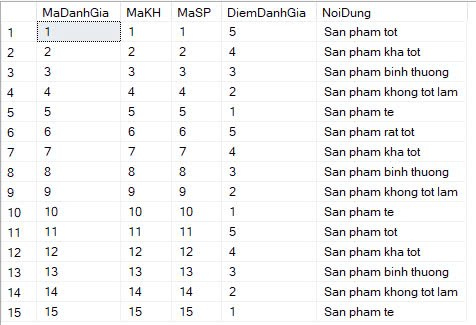 MaDanhGia MaKH MaSP DiemDanhGia NoiDung
1 1 1 1 5 San pham tot
2 2 2 2 4 San pham kha tot
3 3 3 3 3 San pham binh thuong
4 4 4 4 2 San pham khong tot lam
5 5 5 5 1 San pham te
6 6 6 6 5 San pham rat tot
7 7 7 7 4 San pham kha tot
8 8 8 8 3 San pham binh thuong
9 9 9 9 2 San pham khong tot lam
10 10 10 10 1 San pham te
11 11 11 11 5 San pham tot
12 12 12 12 4 San pham kha tot
13 13 13 13 3 San pham binh thuong
14 14 14 14 2 San pham khong tot lam
15 15 15 15 1 San pham te